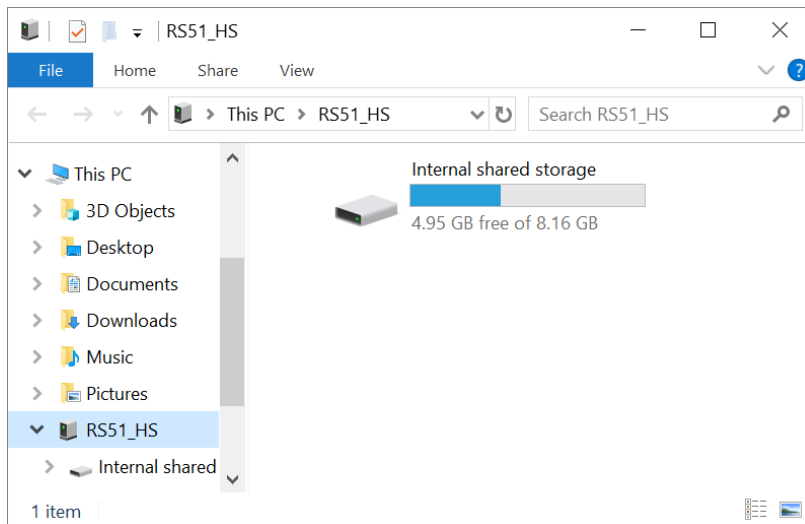 RS51_HS
File Home Share View
?
This PC > RS51_HS
Search RS51_HS
This PC
3D Objects
Desktop
Documents
Downloads
Music
Pictures
RS51_HS
Internal shared
Internal shared storage
4.95 GB free of 8.16 GB
1 item